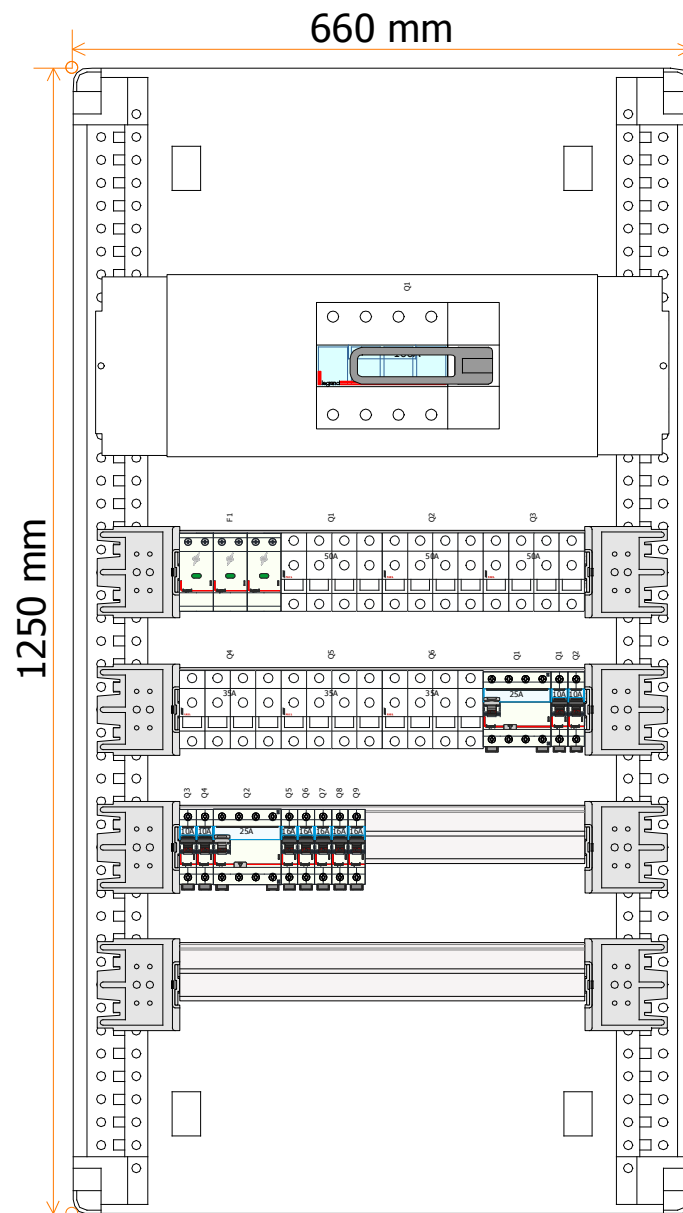 660 mm
1250 mm
Q1
legrand
F1 Q1 Q2 Q3
50A 50A 50A
Q4 Q5 Q6 Q1 Q1 Q2
35A 35A 35A 25A 10A 10A
Q3 Q4 Q2 Q5 Q6 Q7 Q8 Q9
10A 10A 25A 16A 16A 16A 16A 16A